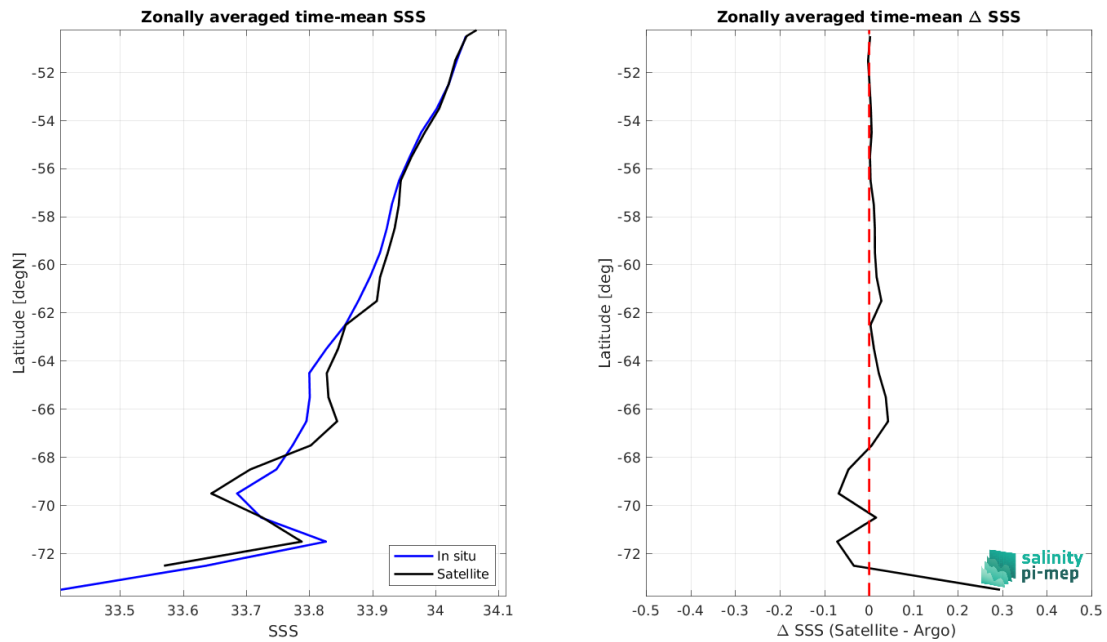 Zonally averaged time-mean SSS
-52
-54
-56
-58
-60
-62
-64
-66
-68
-70
-72
Latitude [degN]
33.5 33.6 33.7 33.8 33.9 34 34.1
SSS
In situ
Satellite
Zonally averaged time-mean Δ SSS
-52
-54
-56
-58
-60
-62
-64
-66
-68
-70
-72
Latitude [deg]
-0.5 -0.4 -0.3 -0.2 -0.1 0 0.1 0.2 0.3 0.4 0.5
Δ SSS (Satellite - Argo)
salinity
pi-mep